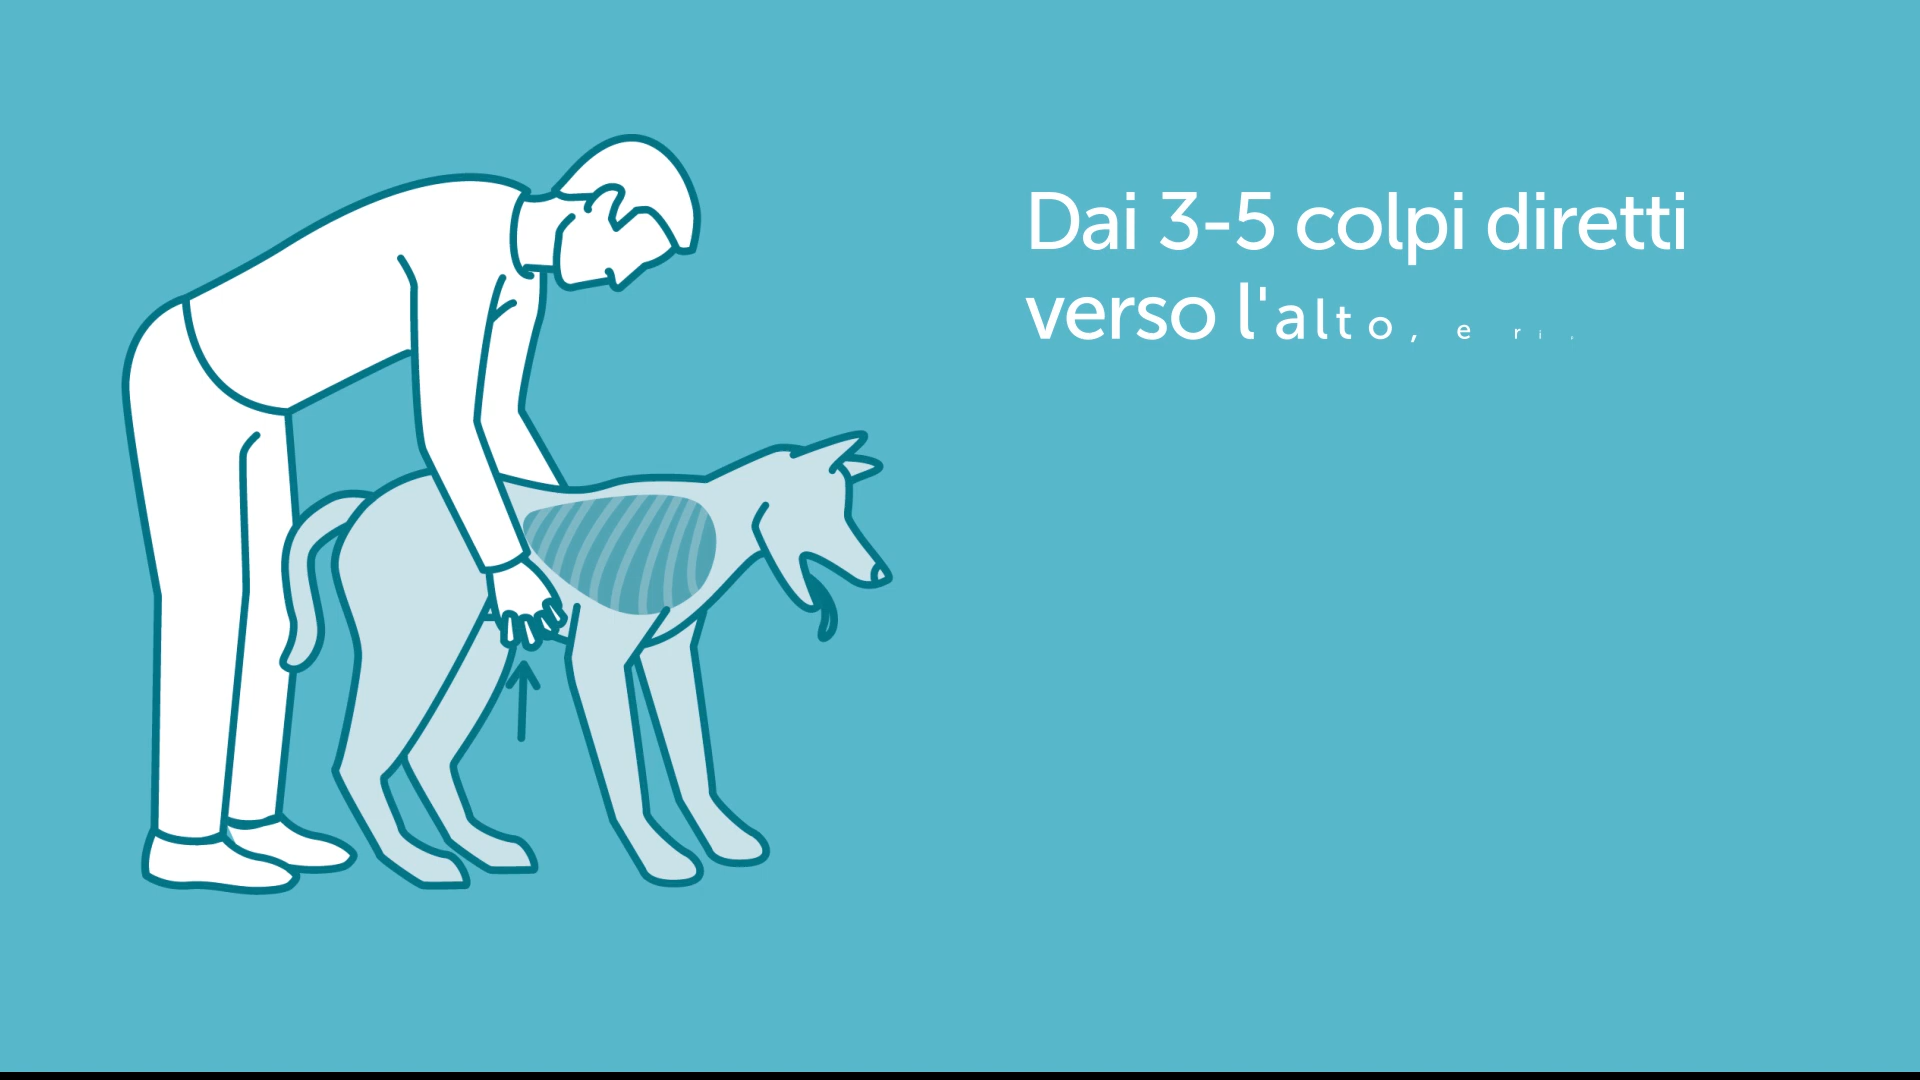 Dai 3-5 colpi diretti
verso l'alto, e